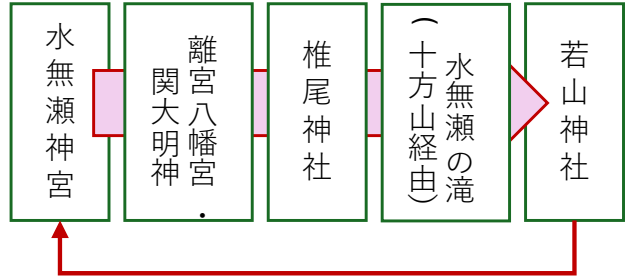 水無瀬神宮
離宮八幡宮・
関大明神
椎尾神社
水無瀬の滝
(十方山経由)
若山神社